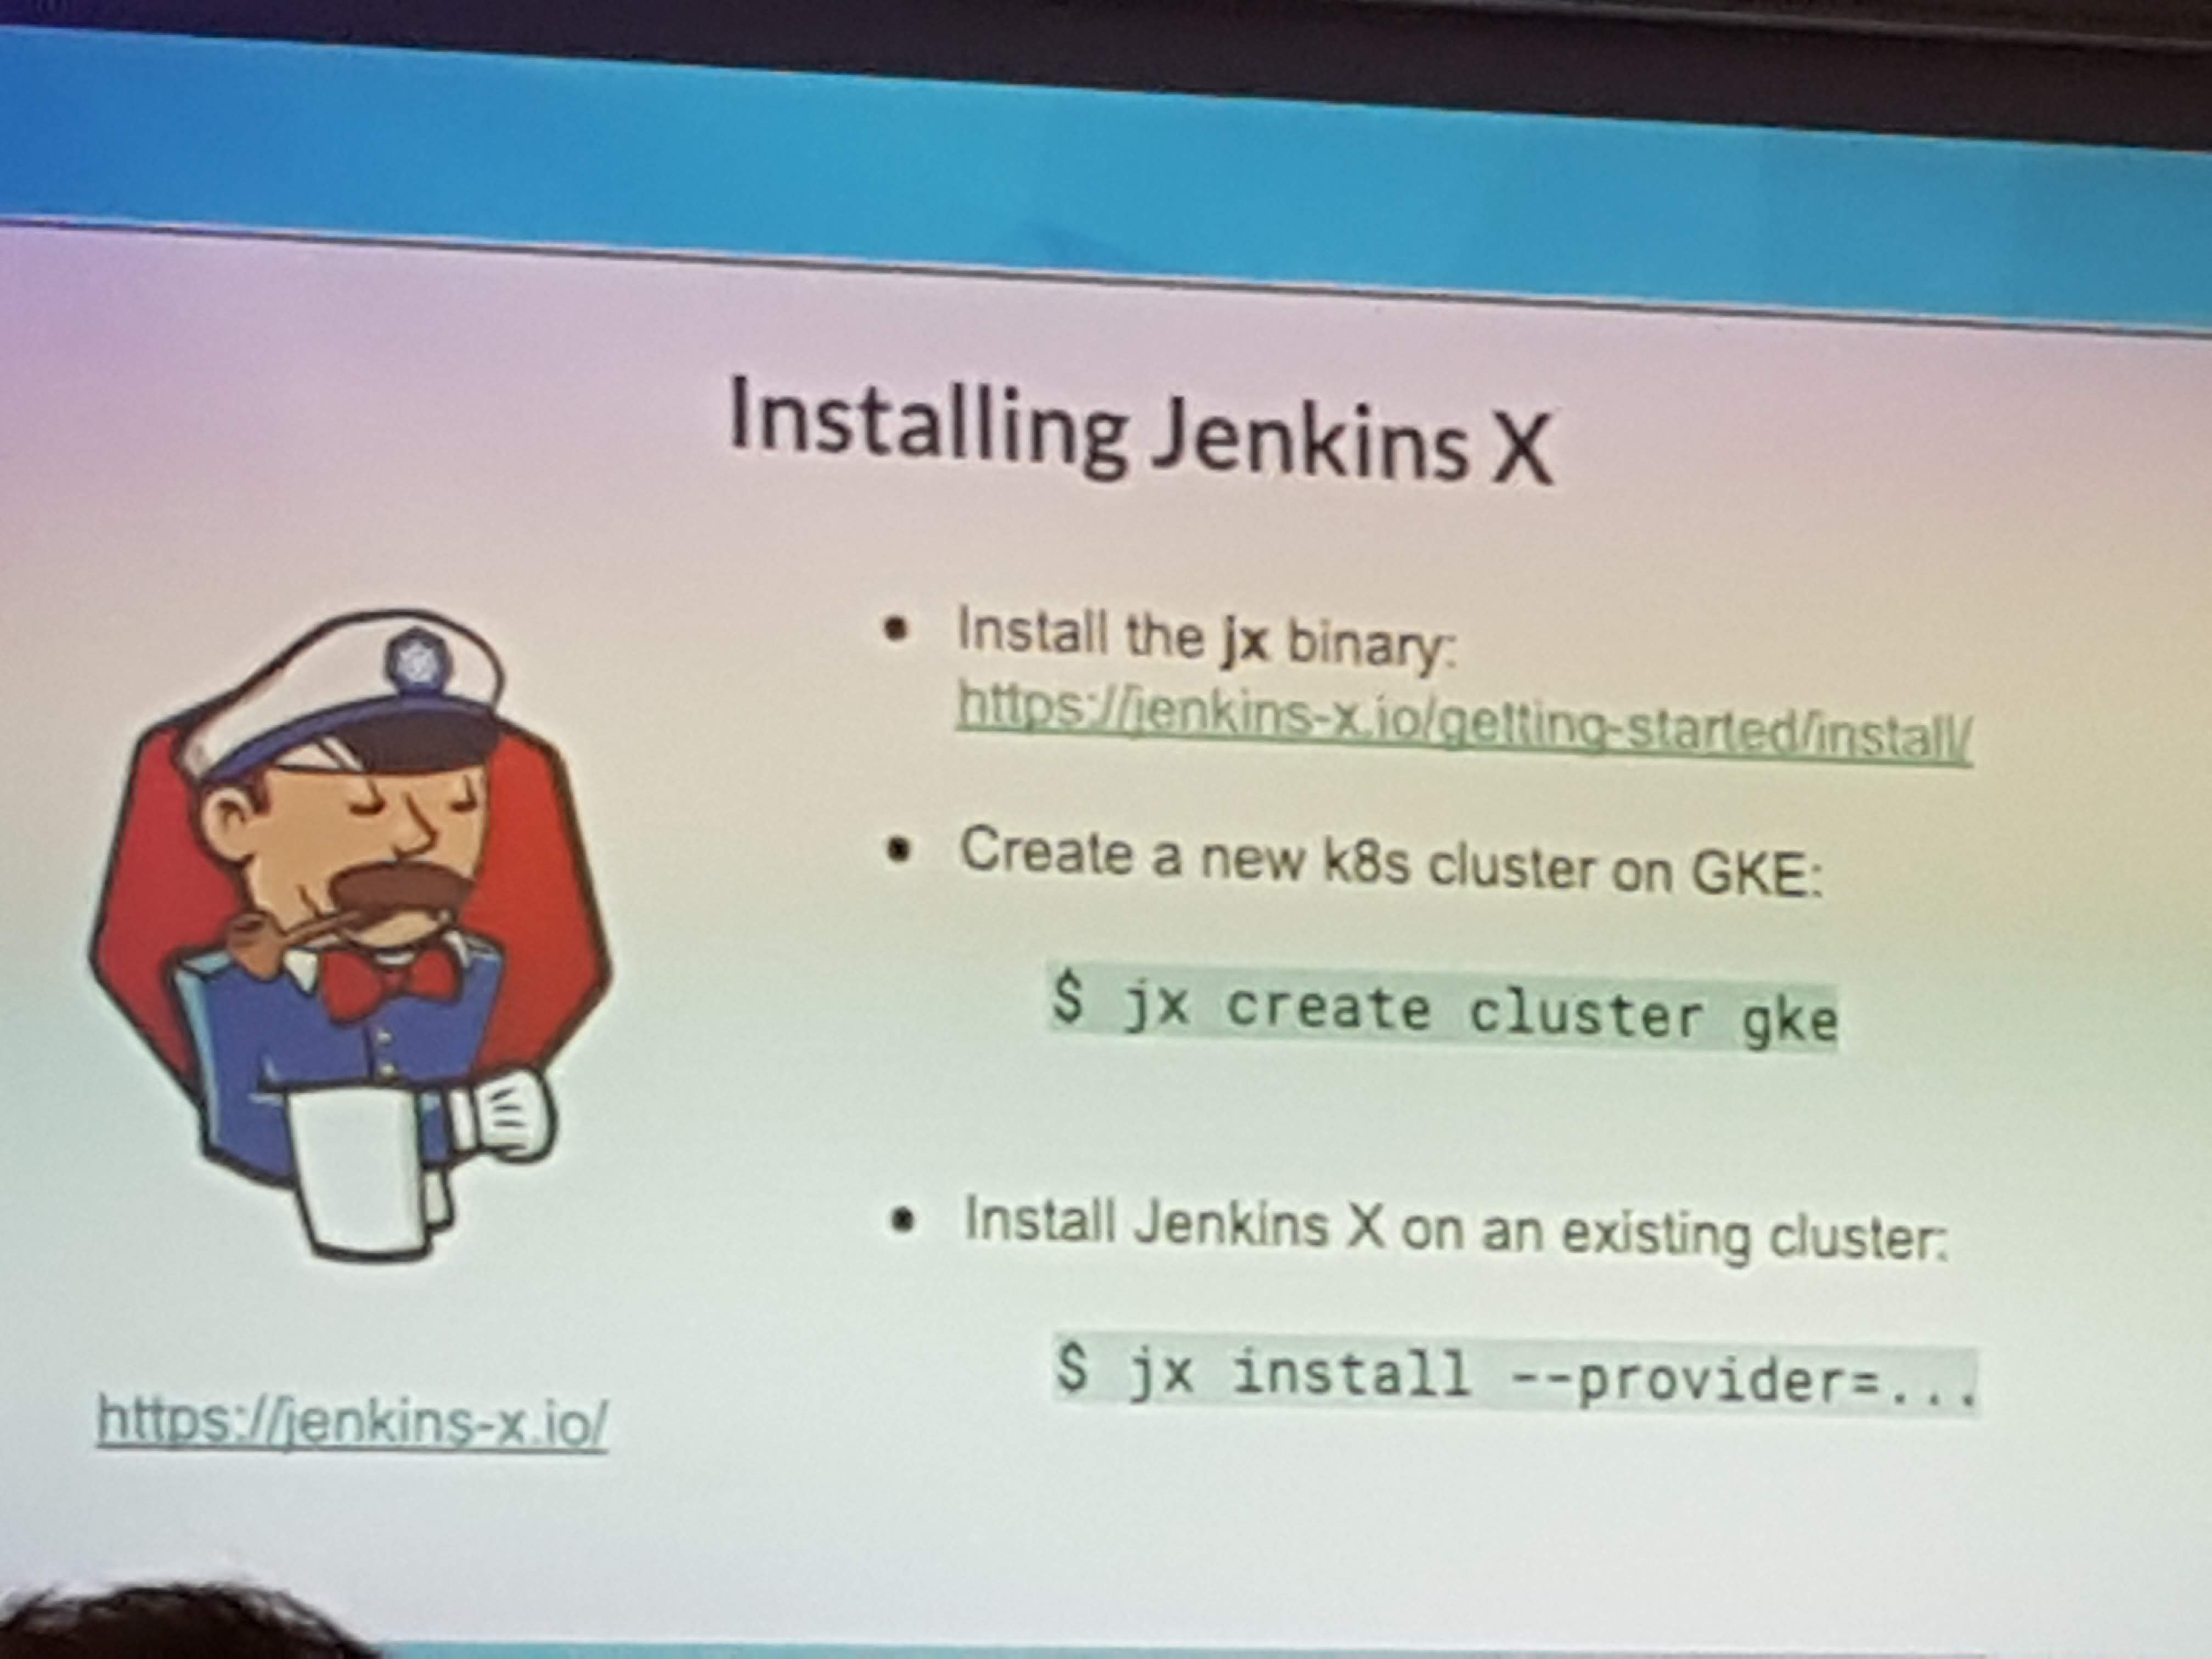 Installing Jenkins X
• Install the jx binary:
https://jenkins-x.io/getting-started/install/
• Create a new k8s cluster on GKE:
$ jx create cluster gke
• Install Jenkins X on an existing cluster:
$ jx install --provider=...
https://jenkins-x.io/